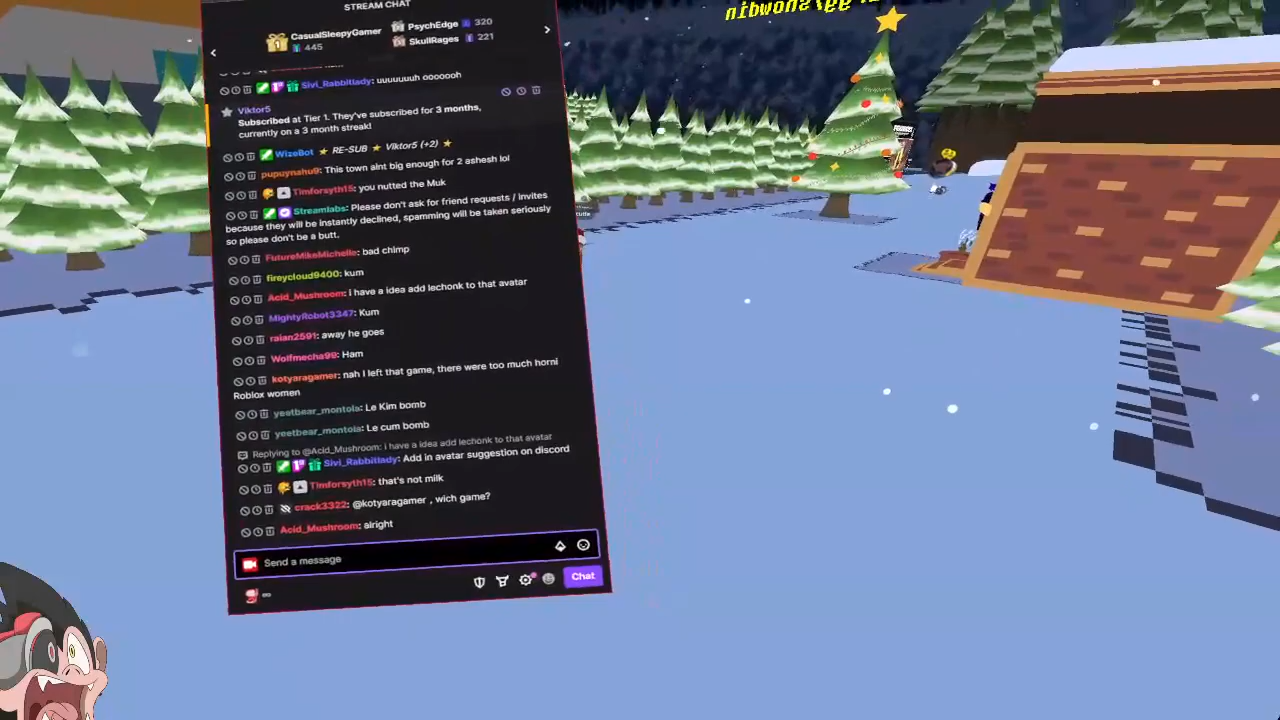 STREAM CHAT
CasualSleepyGamer
445
PsychEdge 320
SkullRages 221
Sivi_Rabbitlady: uuuuuuuh ooooooh
Viktor5
Subscribed at Tier 1. They've subscribed for 3 months,
currently on a 3 month streak!
WizeBot RE-SUB Viktor5 (+2)
pupuynshu9: This town aint big enough for 2 ashesh lol
Timforsyth15: you nutted the Muk
Streamlabs: Please don't ask for friend requests / invites
because they will be instantly declined, spamming will be taken seriously
so please don't be a butt.
FutureMikeMichelle: bad chimp
fireycloud9400: kum
Acid_Mushroom: i have a idea add lechonk to that avatar
MightyRobot3347: Kum
raian2591: away he goes
Wolfmecha99: Ham
kotyaragamer: nah I left that game, there were too much horni
Roblox women
yeetbear_montoia: Le Kim bomb
yeetbear_montoia: Le cum bomb
Replying to @Acid_Mushroom: i have a idea add lechonk to that avatar
Sivi_Rabbitlady: Add in avatar suggestion on discord
Timforsyth15: that's not milk
crack3322: @kotyaragamer , wich game?
Acid_Mushroom: alright
Send a message
Chat